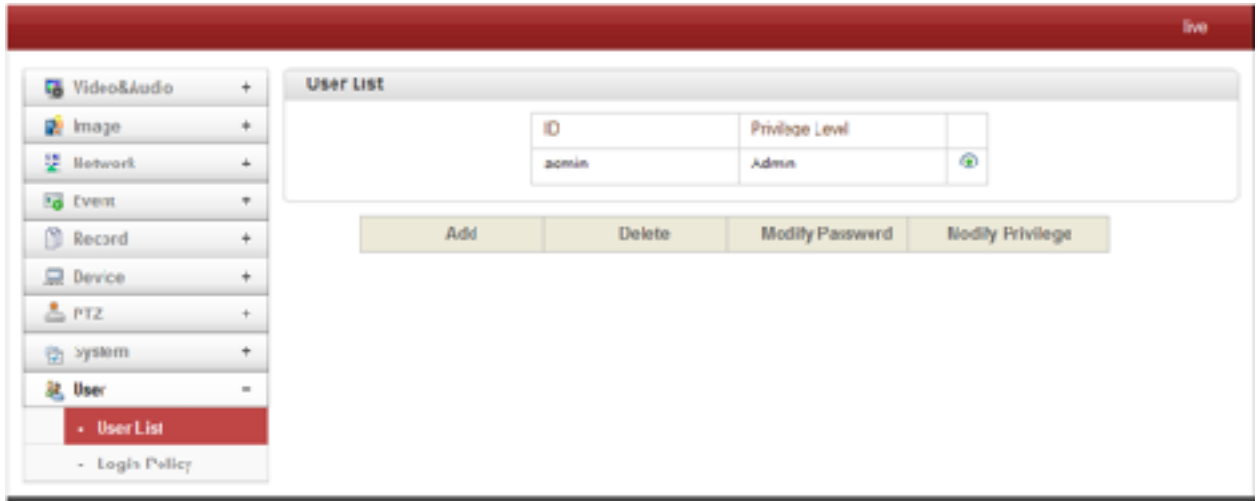 live
Video&Audio +
Image +
Network +
Event +
Record +
Device +
PTZ +
System +
User -
- User List
- Login Policy
User List
ID Privilege Level
admin Admin
Add Delete Modify Password Modify Privilege